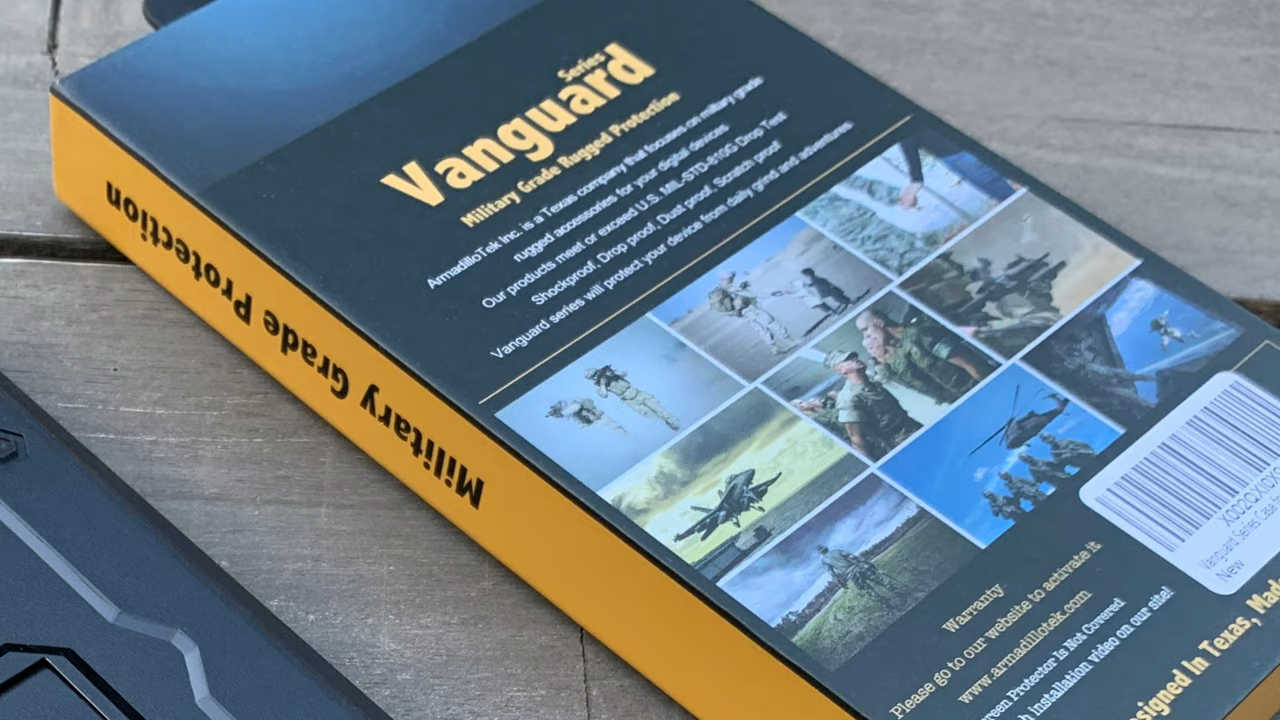 Series
Vanguard
Military Grade Rugged Protection
ArmadilloTek Inc. is a Texas company that focuses on military grade
rugged accessories for your digital devices
Our products meet or exceed U.S. MIL-STD-810G Drop Test
Shockproof, Drop proof, Dust proof, Scratch proof
Vanguard series will protect your device from daily grind and adventures
Military Grade Protection
Vanguard Series Case
New
Warranty
Please go to our website to activate it
www.armadillotek.com
Protector Is Not Covered
installation video on our site!
In Texas,